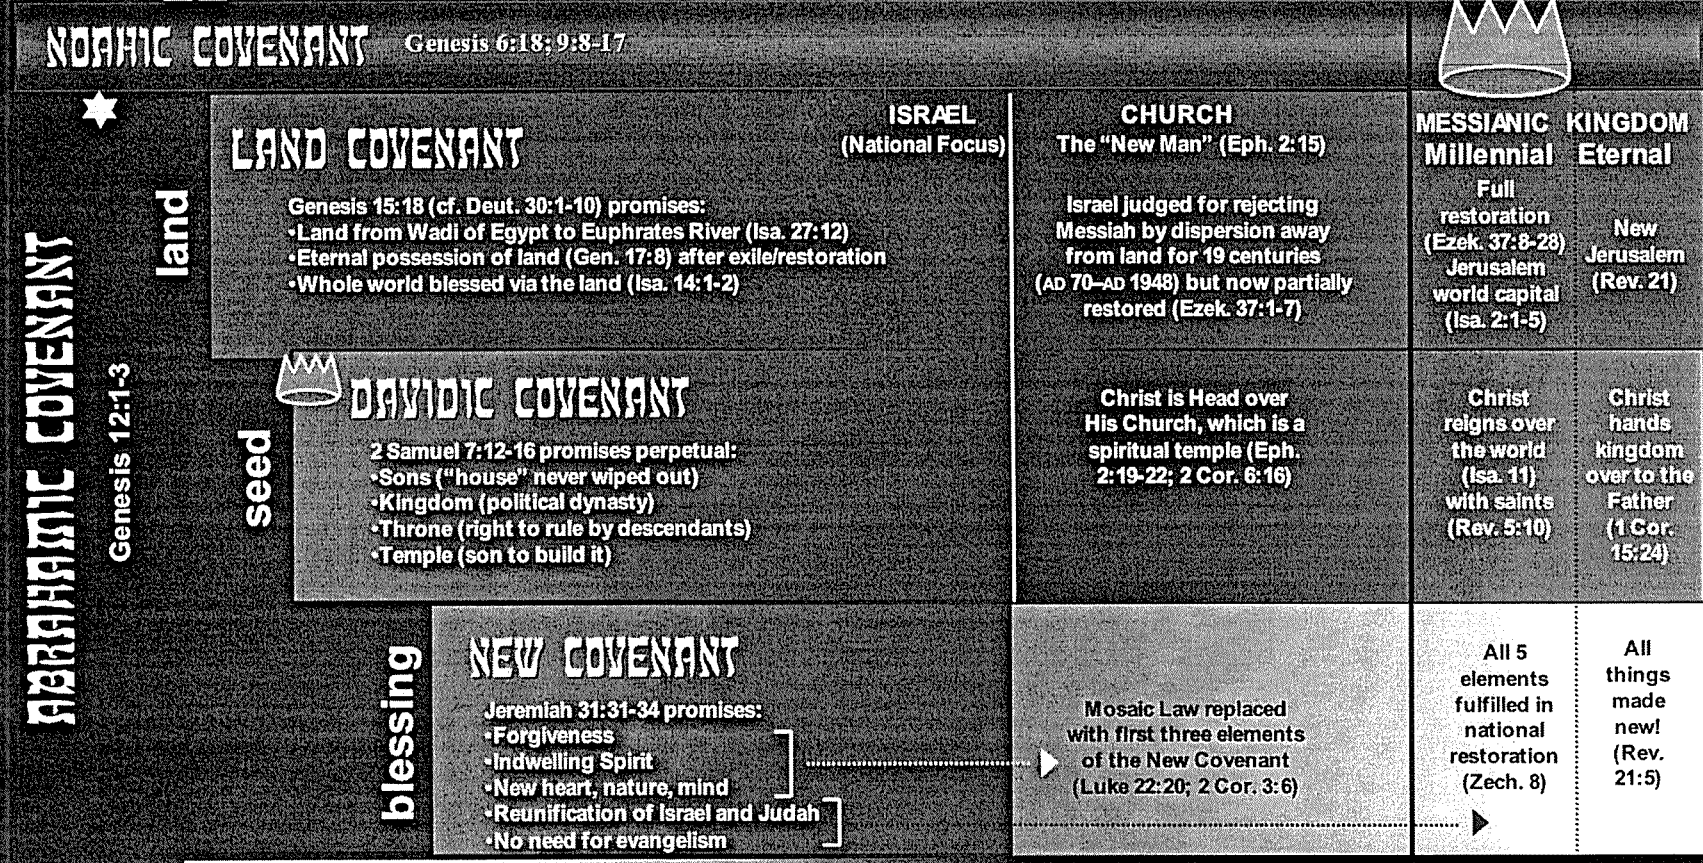 NOAHIC COVENANT Genesis 6:18; 9:8-17
ABRAHAMIC COVENANT
Genesis 12:1-3
land
LAND COVENANT
Genesis 15:18 (cf. Deut. 30:1-10) promises:
•Land from Wadi of Egypt to Euphrates River (Isa. 27:12)
•Eternal possession of land (Gen. 17:8) after exile/restoration
•Whole world blessed via the land (Isa. 14:1-2)
ISRAEL
(National Focus)
CHURCH
The “New Man” (Eph. 2:15)
Israel judged for rejecting
Messiah by dispersion away
from land for 19 centuries
(AD 70–AD 1948) but now partially
restored (Ezek. 37:1-7)
MESSIANIC KINGDOM
Millennial Eternal
Full
restoration
(Ezek. 37:8-28)
Jerusalem
world capital
(Isa. 2:1-5)
New
Jerusalem
(Rev. 21)
seed
DAVIDIC COVENANT
2 Samuel 7:12-16 promises perpetual:
•Sons (“house” never wiped out)
•Kingdom (political dynasty)
•Throne (right to rule by descendants)
•Temple (son to build it)
Christ is Head over
His Church, which is a
spiritual temple (Eph.
2:19-22; 2 Cor. 6:16)
Christ
reigns over
the world
(Isa. 11)
with saints
(Rev. 5:10)
Christ
hands
kingdom
over to the
Father
(1 Cor.
15:24)
blessing
NEW COVENANT
Jeremiah 31:31-34 promises:
•Forgiveness
•Indwelling Spirit
•New heart, nature, mind
•Reunification of Israel and Judah
•No need for evangelism
Mosaic Law replaced
with first three elements
of the New Covenant
(Luke 22:20; 2 Cor. 3:6)
All 5
elements
fulfilled in
national
restoration
(Zech. 8)
All
things
made
new!
(Rev.
21:5)